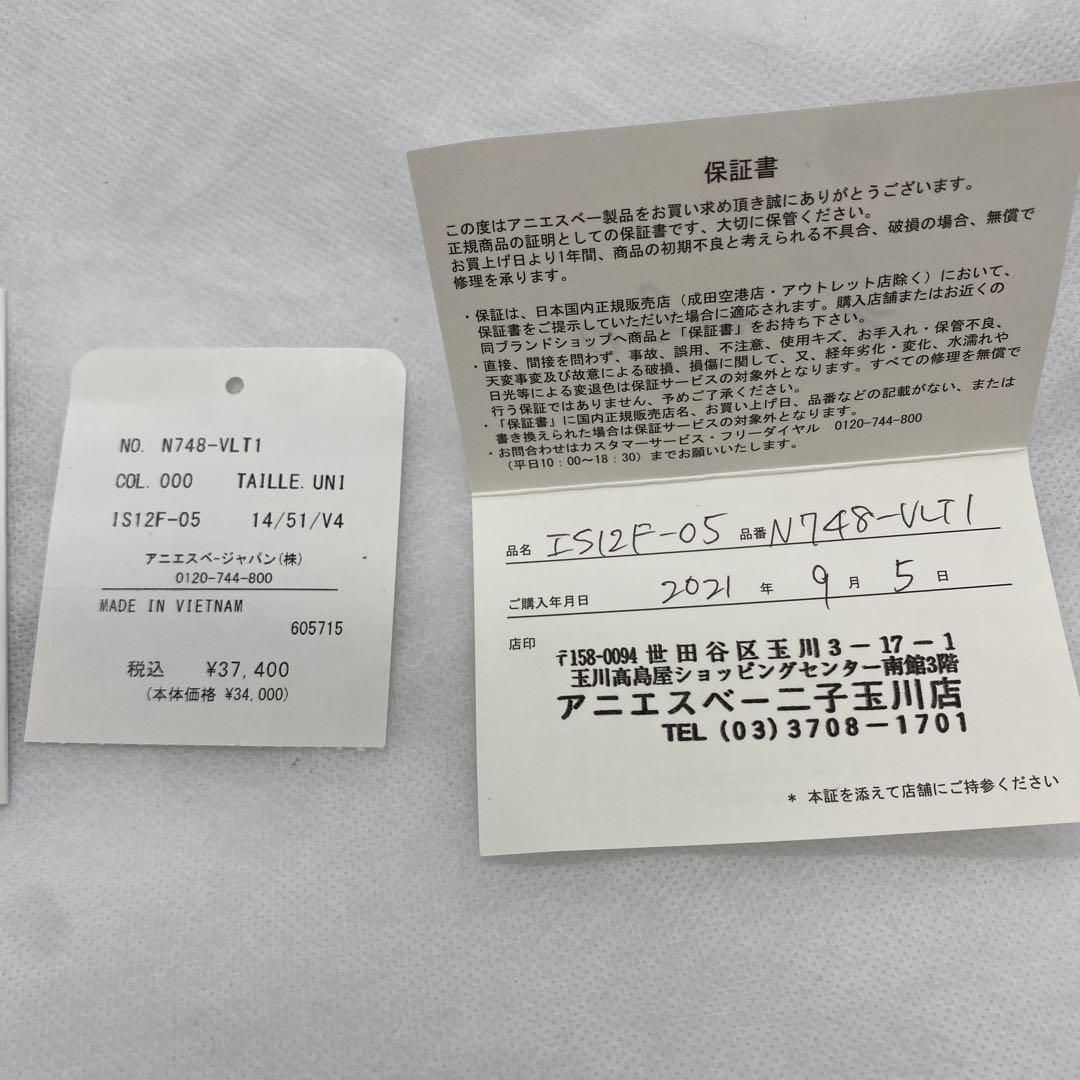 NO. N748-VLT1
COL. 000 TAILLE. UNI
IS12F-05 14/51/V4
アニエスベージャパン(株)
0120-744-800
MADE IN VIETNAM
605715
税込 ¥37,400
(本体価格 ¥34,000)
保証書
この度はアニエスベー製品をお買い求め頂き誠にありがとうございます。
正規商品の証明としての保証書です、大切に保管ください。
お買上げ日より1年間、商品の初期不良と考えられる不具合、破損の場合、無償で
修理を承ります。
・保証は、日本国内正規販売店（成田空港店・アウトレット店除く）において、
保証書をご提示していただいた場合に適応されます。購入店舗またはお近くの
同ブランドショップへ商品と「保証書」をお持ち下さい。
・直接、間接を問わず、事故、誤用、不注意、使用キズ、お手入れ・保管不良、
天変事変及び故意による破損、損傷に関して、又、経年劣化・変化、水濡れや
日光等による変退色は保証サービスの対象外となります。すべての修理を無償で
行う保証ではありません、予めご了承ください。
・「保証書」に国内正規販売店名、お買い上げ日、品番などの記載がない、または
書き換えられた場合は保証サービスの対象外となります。
・お問合わせはカスタマーサービス・フリーダイヤル 0120-744-800
（平日10：00〜18：30）までお願いいたします。
品名 IS12F-05 品番 N748-VLT1
ご購入年月日 2021 年 9 月 5 日
店印
〒158-0094 世田谷区玉川3－17－1
玉川高島屋ショッピングセンター南館3階
アニエスベー二子玉川店
TEL (03)3708－1701
* 本証を添えて店舗にご持参ください